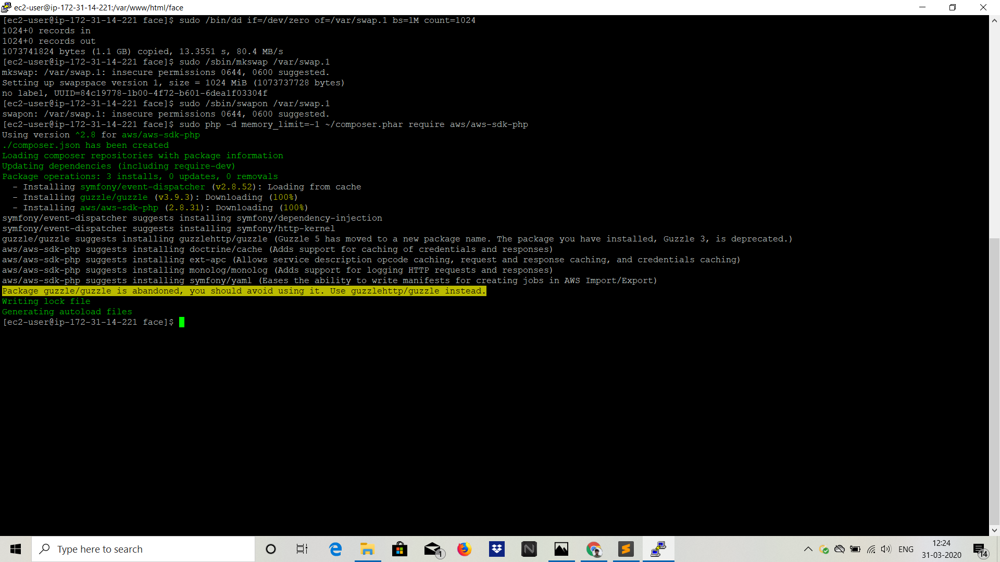 ec2-user@ip-172-31-14-221:/var/www/html/face
[ec2-user@ip-172-31-14-221 face]$ sudo /bin/dd if=/dev/zero of=/var/swap.1 bs=1M count=1024
1024+0 records in
1024+0 records out
1073741824 bytes (1.1 GB) copied, 13.3551 s, 80.4 MB/s
[ec2-user@ip-172-31-14-221 face]$ sudo /sbin/mkswap /var/swap.1
mkswap: /var/swap.1: insecure permissions 0644, 0600 suggested.
Setting up swapspace version 1, size = 1024 MiB (1073737728 bytes)
no label, UUID=84c19778-1b00-4f72-b601-6dea1f03304f
[ec2-user@ip-172-31-14-221 face]$ sudo /sbin/swapon /var/swap.1
swapon: /var/swap.1: insecure permissions 0644, 0600 suggested.
[ec2-user@ip-172-31-14-221 face]$ sudo php -d memory_limit=-1 ~/composer.phar require aws/aws-sdk-php
Using version ^2.8 for aws/aws-sdk-php
./composer.json has been created
Loading composer repositories with package information
Updating dependencies (including require-dev)
Package operations: 3 installs, 0 updates, 0 removals
  - Installing symfony/event-dispatcher (v2.8.52): Loading from cache
  - Installing guzzle/guzzle (v3.9.3): Downloading (100%)
  - Installing aws/aws-sdk-php (2.8.31): Downloading (100%)
symfony/event-dispatcher suggests installing symfony/dependency-injection
symfony/event-dispatcher suggests installing symfony/http-kernel
guzzle/guzzle suggests installing guzzlehttp/guzzle (Guzzle 5 has moved to a new package name. The package you have installed, Guzzle 3, is deprecated.)
aws/aws-sdk-php suggests installing doctrine/cache (Adds support for caching of credentials and responses)
aws/aws-sdk-php suggests installing ext-apc (Allows service description opcode caching, request and response caching, and credentials caching)
aws/aws-sdk-php suggests installing monolog/monolog (Adds support for logging HTTP requests and responses)
aws/aws-sdk-php suggests installing symfony/yaml (Eases the ability to write manifests for creating jobs in AWS Import/Export)
Package guzzle/guzzle is abandoned, you should avoid using it. Use guzzlehttp/guzzle instead.
Writing lock file
Generating autoload files
[ec2-user@ip-172-31-14-221 face]$
Type here to search
1
N
ENG
12:24
31-03-2020
14